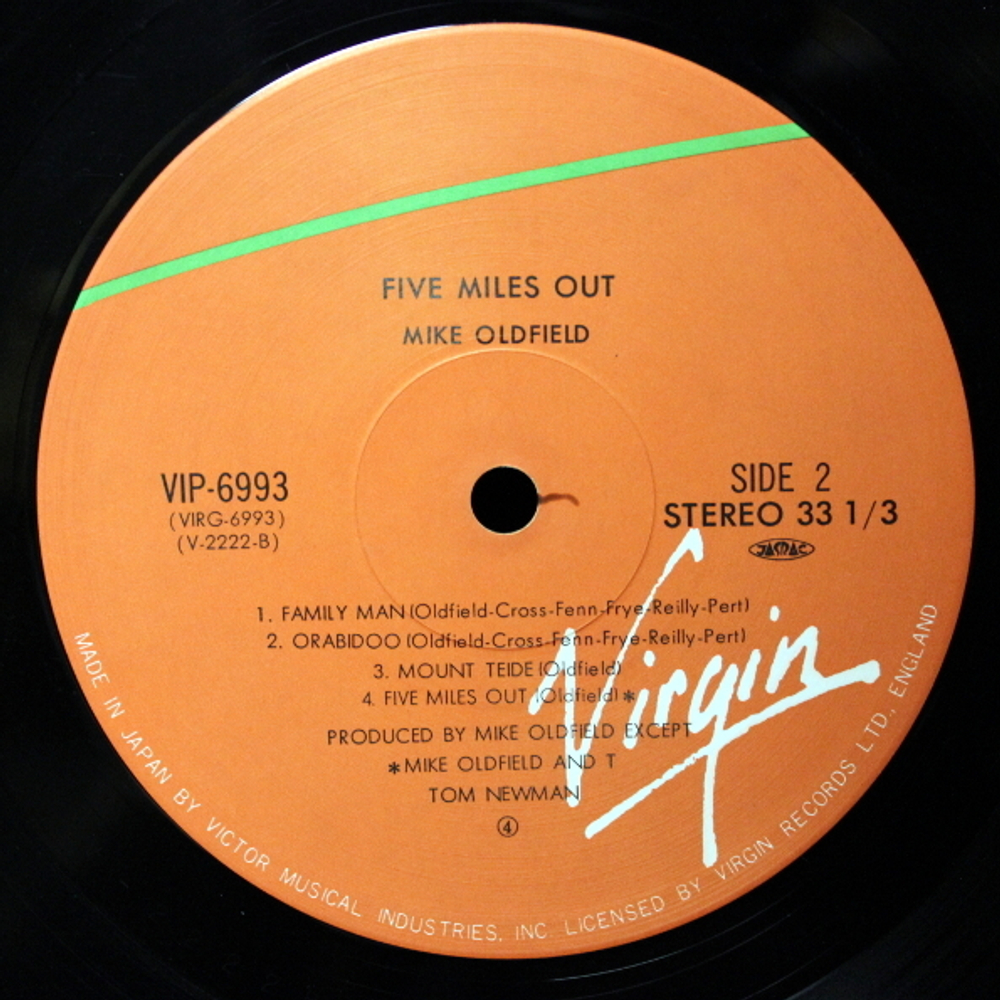 FIVE MILES OUT
MIKE OLDFIELD
VIP-6993
(VIRG-6993)
(V-2222-B)
SIDE 2
STEREO 33 1/3
JASRAC
1. FAMILY MAN (Oldfield-Cross-Fenn-Frye-Reilly-Pert)
2. ORABIDOO (Oldfield-Cross-Fenn-Frye-Reilly-Pert)
3. MOUNT TEIDE (Oldfield)
4. FIVE MILES OUT (Oldfield) *
PRODUCED BY MIKE OLDFIELD EXCEPT
*MIKE OLDFIELD AND T
TOM NEWMAN
④
Virgin
MADE IN JAPAN BY VICTOR MUSICAL INDUSTRIES, INC. LICENSED BY VIRGIN RECORDS LTD., ENGLAND